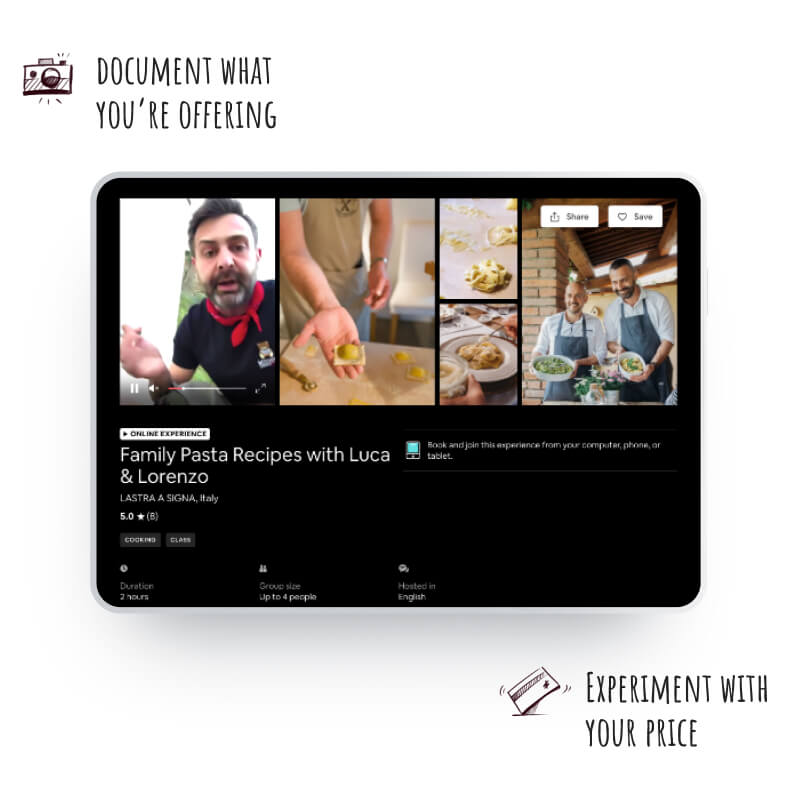 DOCUMENT WHAT
YOU'RE OFFERING
Share
Save
ONLINE EXPERIENCE
Family Pasta Recipes with Luca
& Lorenzo
Book and join this experience from your computer, phone, or
tablet.
LASTRA A SIGNA, Italy
5.0 ★ (6)
COOKING
CLASS
Duration
2 hours
Group size
Up to 4 people
Hosted in
English
EXPERIMENT WITH
YOUR PRICE